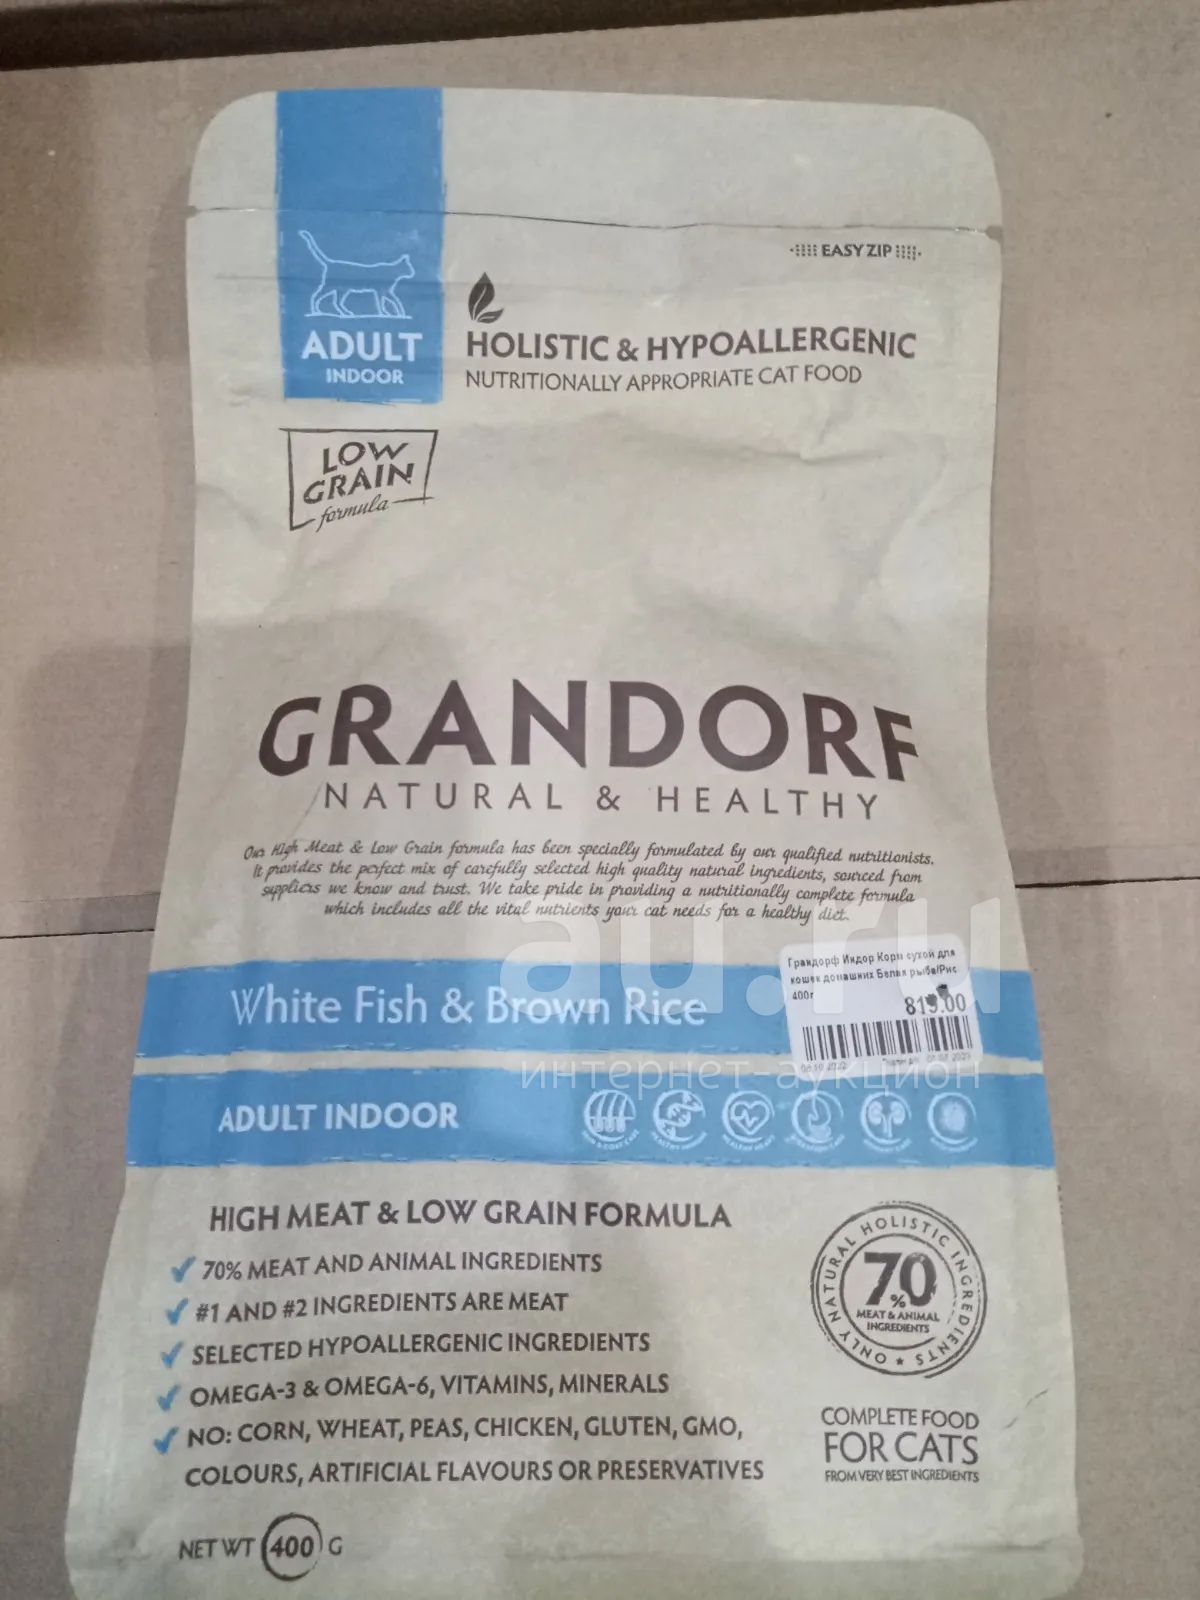 EASY ZIP
ADULT
INDOOR
HOLISTIC & HYPOALLERGENIC
NUTRITIONALLY APPROPRIATE CAT FOOD
LOW
GRAIN
formula
GRANDORF
NATURAL & HEALTHY
Our High Meat & Low Grain formula has been specially formulated by our qualified nutritionists.
It provides the perfect mix of carefully selected high quality natural ingredients, sourced from
suppliers we know and trust. We take pride in providing a nutritionally complete formula
which includes all the vital nutrients your cat needs for a healthy diet.
au.ru
интернет-аукцион
Грандорф Индор Корм сухой для
кошек домашних Белая рыба/Рис
400г
819.00
06.10.2022
White Fish & Brown Rice
ADULT INDOOR
HIGH MEAT & LOW GRAIN FORMULA
70% MEAT AND ANIMAL INGREDIENTS
#1 AND #2 INGREDIENTS ARE MEAT
SELECTED HYPOALLERGENIC INGREDIENTS
OMEGA-3 & OMEGA-6, VITAMINS, MINERALS
NO: CORN, WHEAT, PEAS, CHICKEN, GLUTEN, GMO,
COLOURS, ARTIFICIAL FLAVOURS OR PRESERVATIVES
ONLY NATURAL HOLISTIC INGREDIENTS
70%
MEAT & ANIMAL
INGREDIENTS
COMPLETE FOOD
FOR CATS
FROM VERY BEST INGREDIENTS
NET WT 400 G